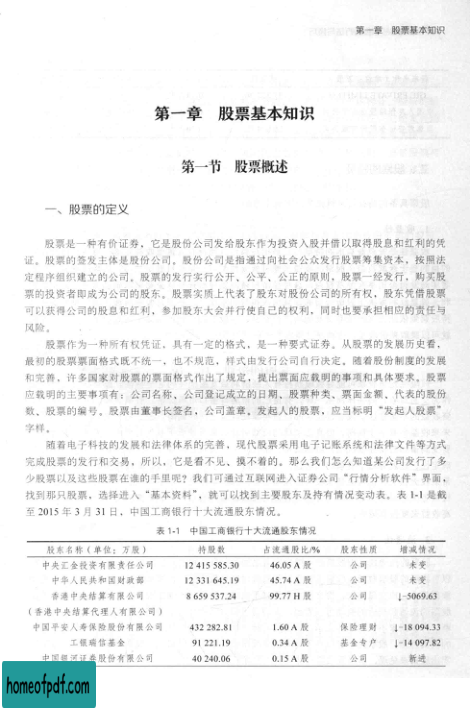 第一章 股票基本知识
第一章 股票基本知识
第一节 股票概述
一、股票的定义
股票是一种有价证券，它是股份公司发给股东作为投资入股并借以取得股息和红利的凭
证。股票的签发主体是股份公司。股份公司是指通过向社会公众发行股票筹集资本，按照法
定程序组织建立的公司。股票的发行实行公开、公平、公正的原则，股票一经发行，购买股
票的投资者即成为公司的股东。股票实质上代表了股东对股份公司的所有权，股东凭借股票
可以获得公司的股息和红利，参加股东大会并行使自己的权利，同时也要承担相应的责任与
风险。
股票作为一种所有权凭证，具有一定的格式，是一种要式证券。从股票的发展历史看，
最初的股票票面格式既不统一，也不规范，样式由发行公司自行决定。随着股份制度的发展
和完善，许多国家对股票的票面格式作出了规定，提出票面应载明的事项和具体要求。股票
应载明的主要事项有：公司名称、公司登记成立的日期、股票种类、票面金额、代表的股份
数、股票的编号。股票由董事长签名，公司盖章。发起人的股票，应当标明“发起人股票”
字样。
随着电子科技的发展和法律体系的完善，现代股票采用电子记账系统和法律文件等方式
完成股票的发行和交易，所以，它是看不见、摸不着的。那么我们怎么知道某公司发行了多
少股票以及这些股票在谁的手里呢？我们可通过互联网进入证券公司“行情分析软件”界面，
找到那只股票，选择进入“基本资料”，就可以找到主要股东及持有情况变动表。表 1-1 是截
至 2015 年 3 月 31 日，中国工商银行十大流通股东情况。
表 1-1 中国工商银行十大流通股东情况
股东名称（单位：万股） 持股数 占流通股比/% 股东性质 增减情况
中央汇金投资有限责任公司 12 415 585.30 46.05 A 股 公司 未变
中华人民共和国财政部 12 331 645.19 45.74 A 股 公司 未变
香港中央结算有限公司 8 659 537.24 99.77 H 股 公司 ↓-5069.63
（香港中央结算代理人有限公司）
中国平安人寿保险股份有限公司 432 282.81 1.60 A 股 保险理财 ↓-18 094.33
工银瑞信基金 91 221.19 0.34 A 股 基金专户 ↓-14 097.82
中国银河证券股份有限公司 40 240.06 0.15 A 股 公司 新进
homeofpdf.com